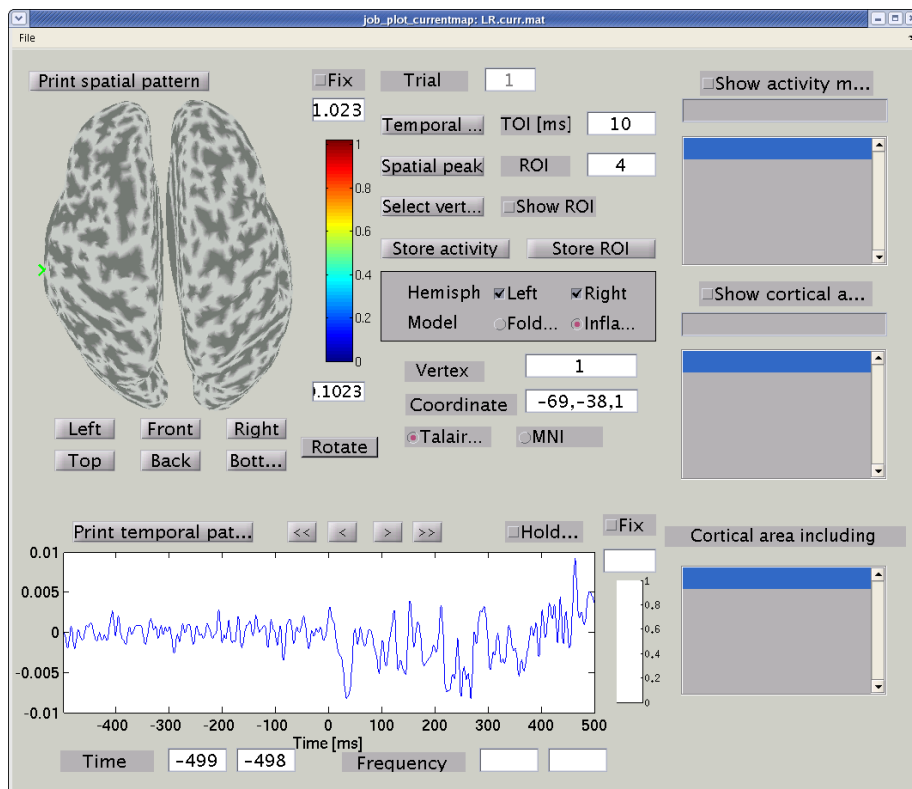 job_plot_currentmap: LR.curr.mat
File
Print spatial pattern
Fix
Trial
1
Show activity m...
1.023
Temporal ...
TOI [ms]
10
1
0.8
0.6
0.4
0.2
0
Spatial peak
ROI
4
Select vert...
Show ROI
Store activity
Store ROI
Hemisph
Left
Right
Model
Fold...
Infla...
Show cortical a...
Vertex
1
0.1023
Coordinate
-69,-38,1
Talair...
MNI
Left
Front
Right
Top
Back
Bott...
Rotate
Print temporal pat...
<<
<
>
>>
Hold...
Fix
Cortical area including
0.01
0.005
0
-0.005
-0.01
-400
-300
-200
-100
0
100
200
300
400
500
Time [ms]
1
0.8
0.6
0.4
0.2
0
Time
-499
-498
Frequency